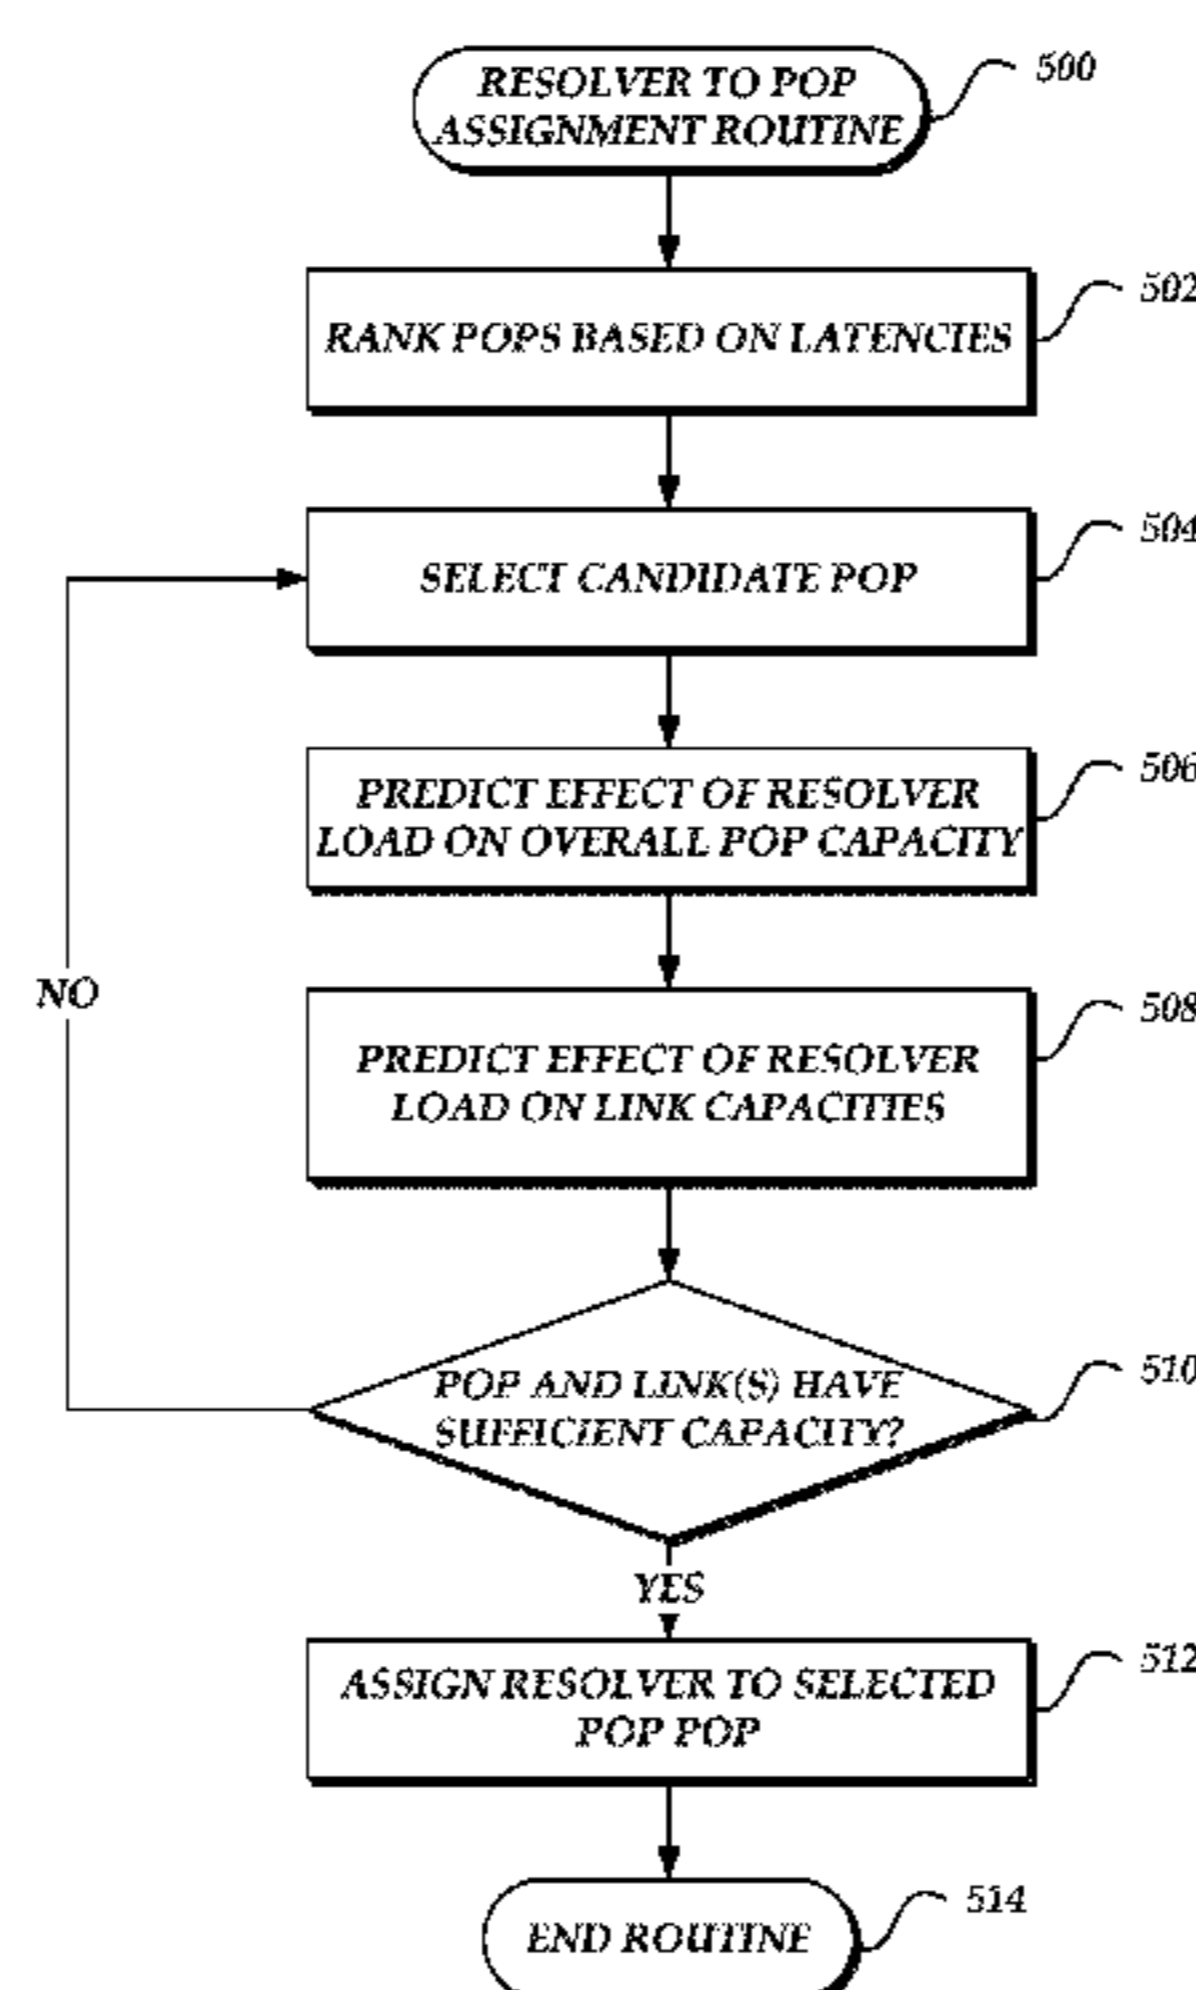 RESOLVER TO POP
ASSIGNMENT ROUTINE
500
RANK POPS BASED ON LATENCIES
502
SELECT CANDIDATE POP
504
PREDICT EFFECT OF RESOLVER
LOAD ON OVERALL POP CAPACITY
506
NO
PREDICT EFFECT OF RESOLVER
LOAD ON LINK CAPACITIES
508
POP AND LINK(S) HAVE
SUFFICIENT CAPACITY?
510
YES
ASSIGN RESOLVER TO SELECTED
POP POP
512
END ROUTINE
514